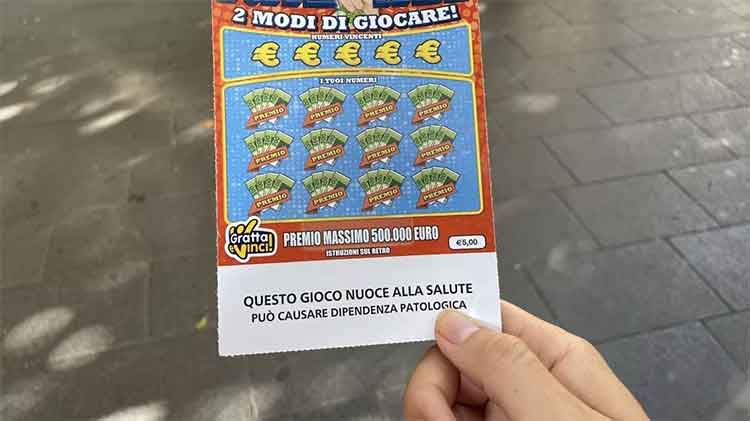 2 MODI DI GIOCARE!
NUMERI VINCENTI
€ € € € €
I TUOI NUMERI
PREMIO PREMIO PREMIO PREMIO
PREMIO PREMIO PREMIO PREMIO
PREMIO PREMIO PREMIO PREMIO
Gratta e Vinci!
PREMIO MASSIMO 500.000 EURO
€5,00
ISTRUZIONI SUL RETRO
QUESTO GIOCO NUOCE ALLA SALUTE
PUÒ CAUSARE DIPENDENZA PATOLOGICA